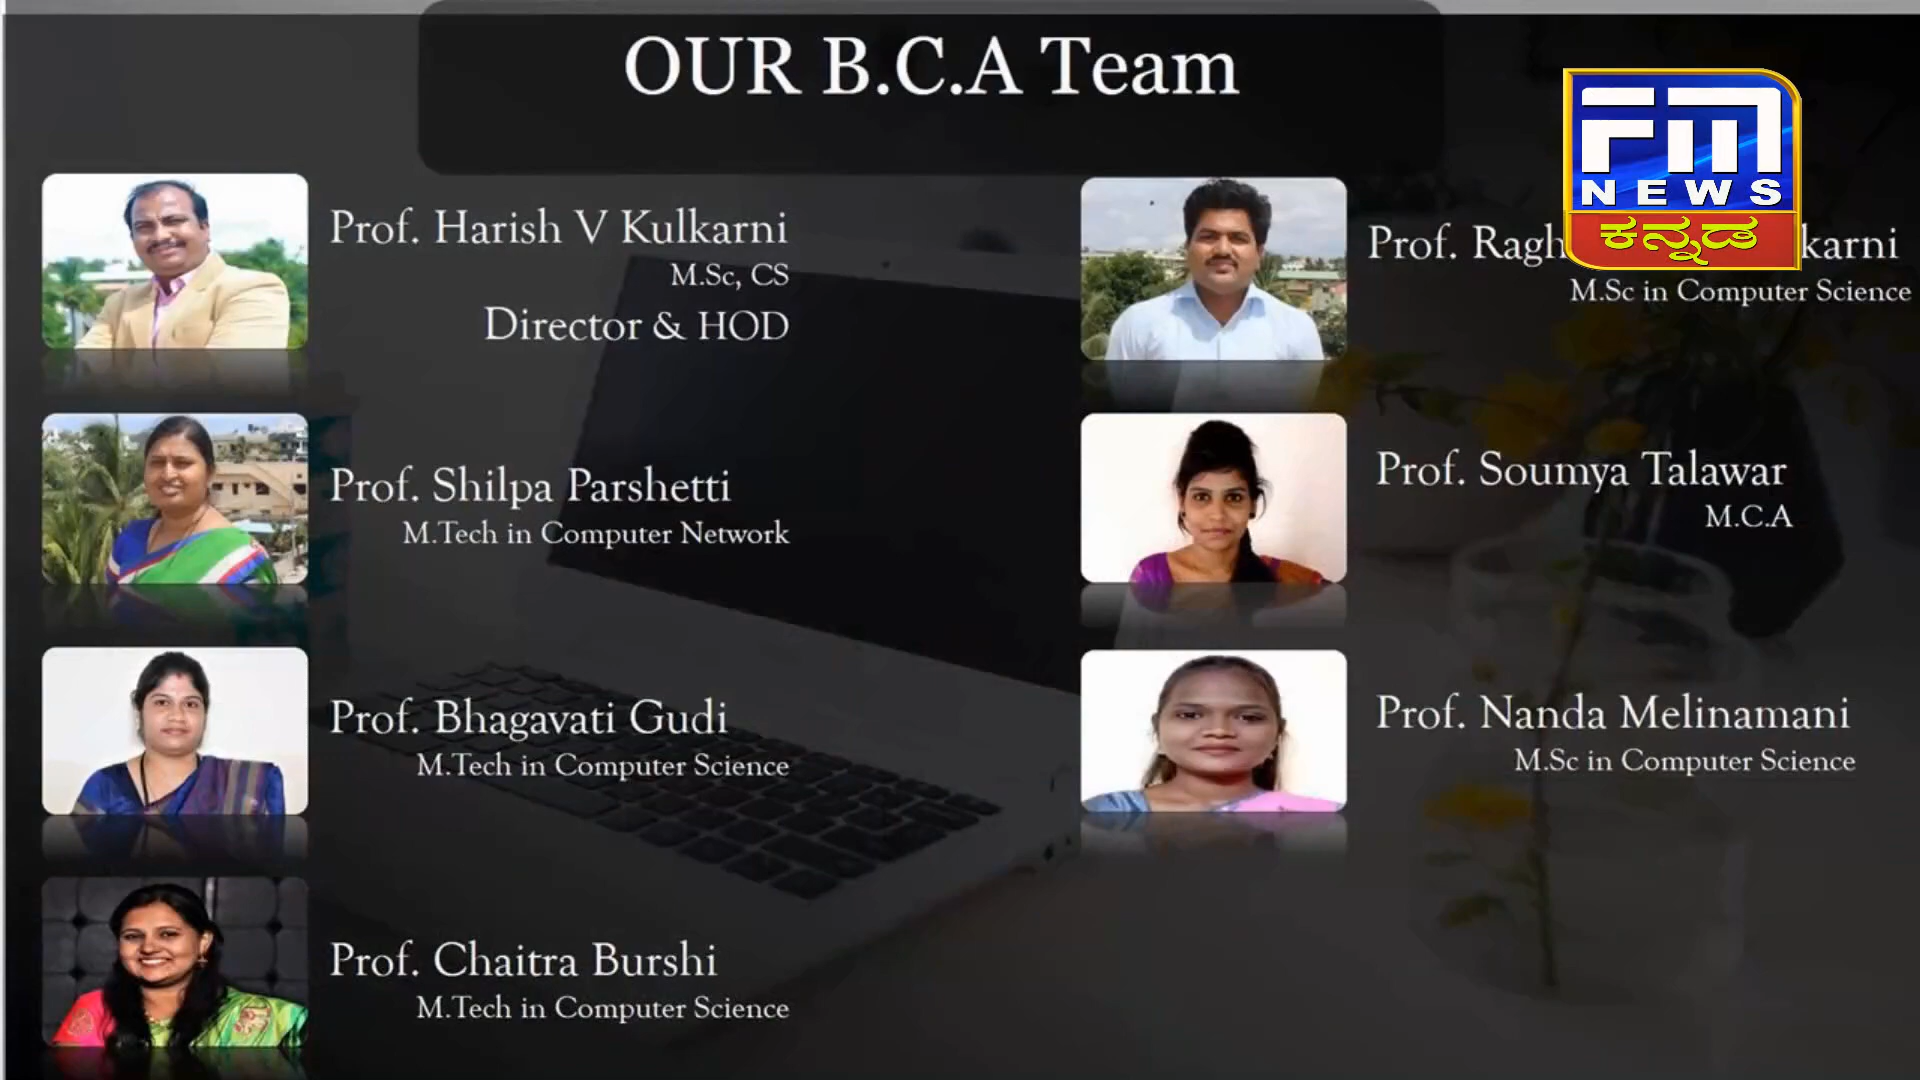 OUR B.C.A Team
FM
NEWS
ಕನ್ನಡ
Prof. Harish V Kulkarni
M.Sc, CS
Director & HOD
Prof. Shilpa Parshetti
M.Tech in Computer Network
Prof. Bhagavati Gudi
M.Tech in Computer Science
Prof. Chaitra Burshi
M.Tech in Computer Science
Prof.
M.Sc in Computer Science
Prof. Soumya Talawar
M.C.A
Prof. Nanda Melinamani
M.Sc in Computer Science